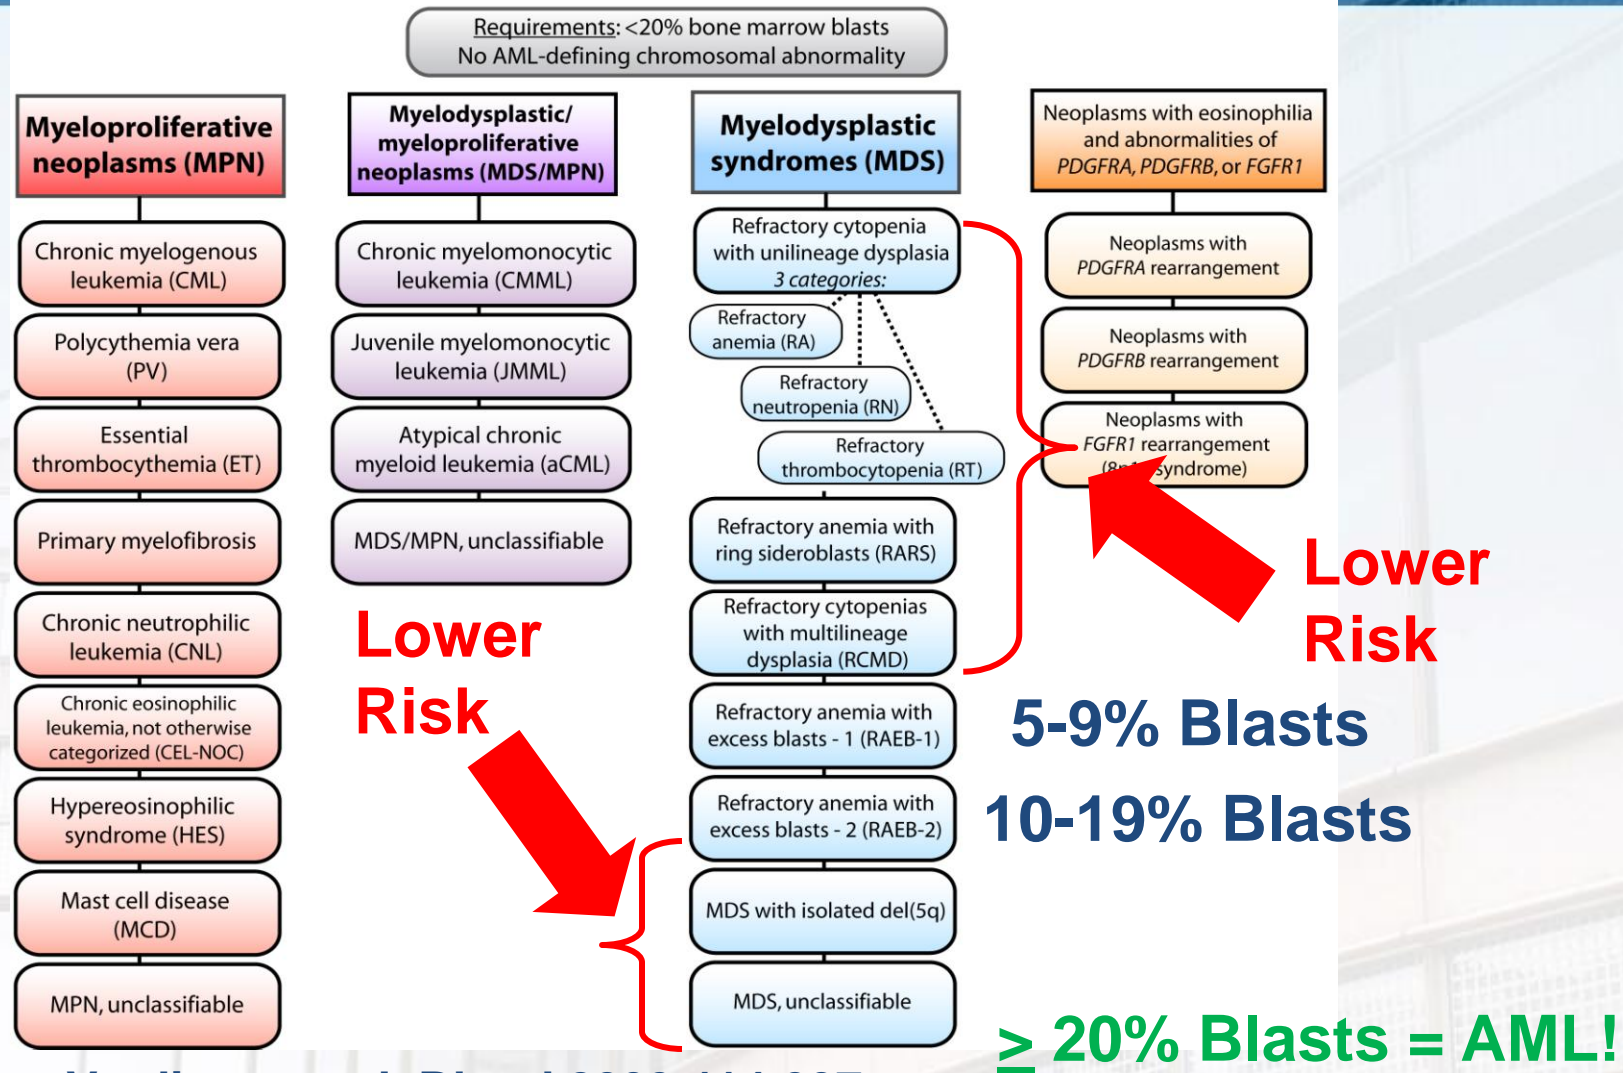 Requirements: <20% bone marrow blasts
No AML-defining chromosomal abnormality
Myeloproliferative
neoplasms (MPN)
Chronic myelogenous
leukemia (CML)
Polycythemia vera
(PV)
Essential
thrombocythemia (ET)
Primary myelofibrosis
Chronic neutrophilic
leukemia (CNL)
Chronic eosinophilic
leukemia, not otherwise
categorized (CEL-NOC)
Hypereosinophilic
syndrome (HES)
Mast cell disease
(MCD)
MPN, unclassifiable
Myelodysplastic/
myeloproliferative
neoplasms (MDS/MPN)
Chronic myelomonocytic
leukemia (CMML)
Juvenile myelomonocytic
leukemia (JMML)
Atypical chronic
myeloid leukemia (aCML)
MDS/MPN, unclassifiable
Lower
Risk
Myelodysplastic
syndromes (MDS)
Refractory cytopenia
with unilineage dysplasia
3 categories:
Refractory
anemia (RA)
Refractory
neutropenia (RN)
Refractory
thrombocytopenia (RT)
Refractory anemia with
ring sideroblasts (RARS)
Refractory cytopenias
with multilineage
dysplasia (RCMD)
Refractory anemia with
excess blasts - 1 (RAEB-1)
Refractory anemia with
excess blasts - 2 (RAEB-2)
MDS with isolated del(5q)
MDS, unclassifiable
Neoplasms with eosinophilia
and abnormalities of
PDGFRA, PDGFRB, or FGFR1
Neoplasms with
PDGFRA rearrangement
Neoplasms with
PDGFRB rearrangement
Neoplasms with
FGFR1 rearrangement
syndrome)
Lower
Risk
5-9% Blasts
10-19% Blasts
≥ 20% Blasts = AML!